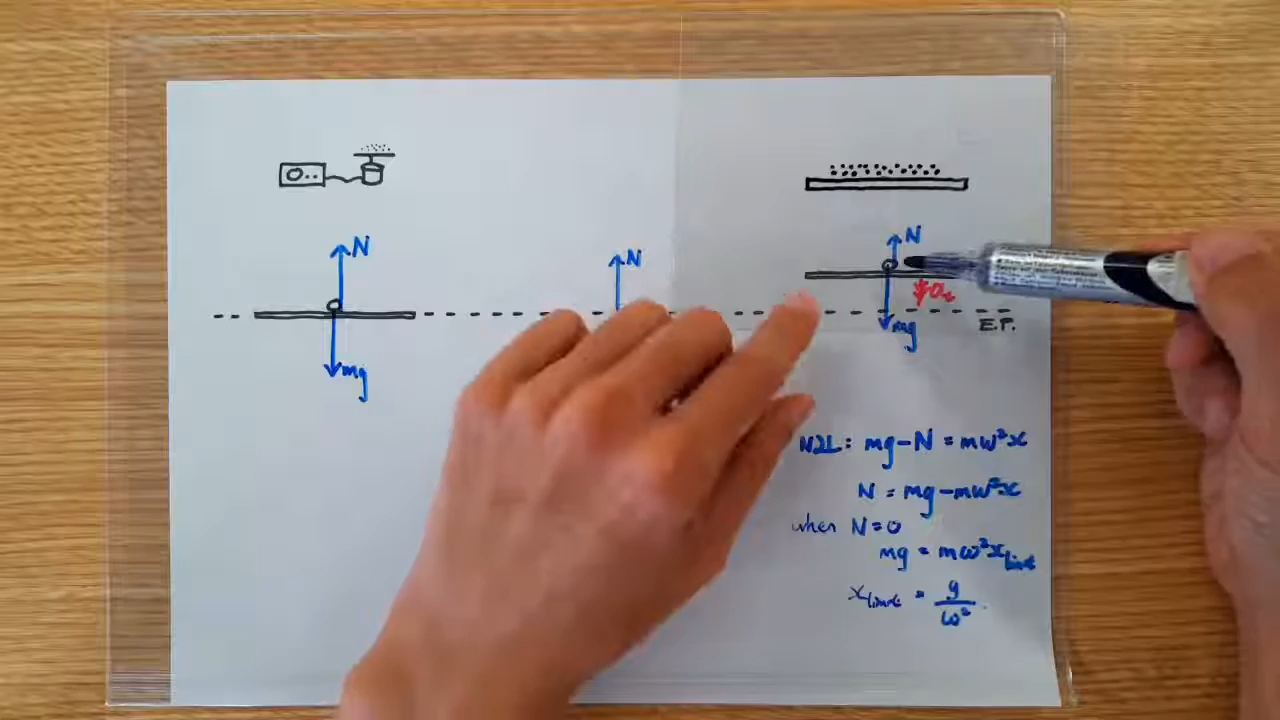 N
mg
N
N
mg
E.P.
N2L: mg-N = mω²x
N = mg-mω²x
when N=0
mg = mω²x_limit
x_limit = g/ω²